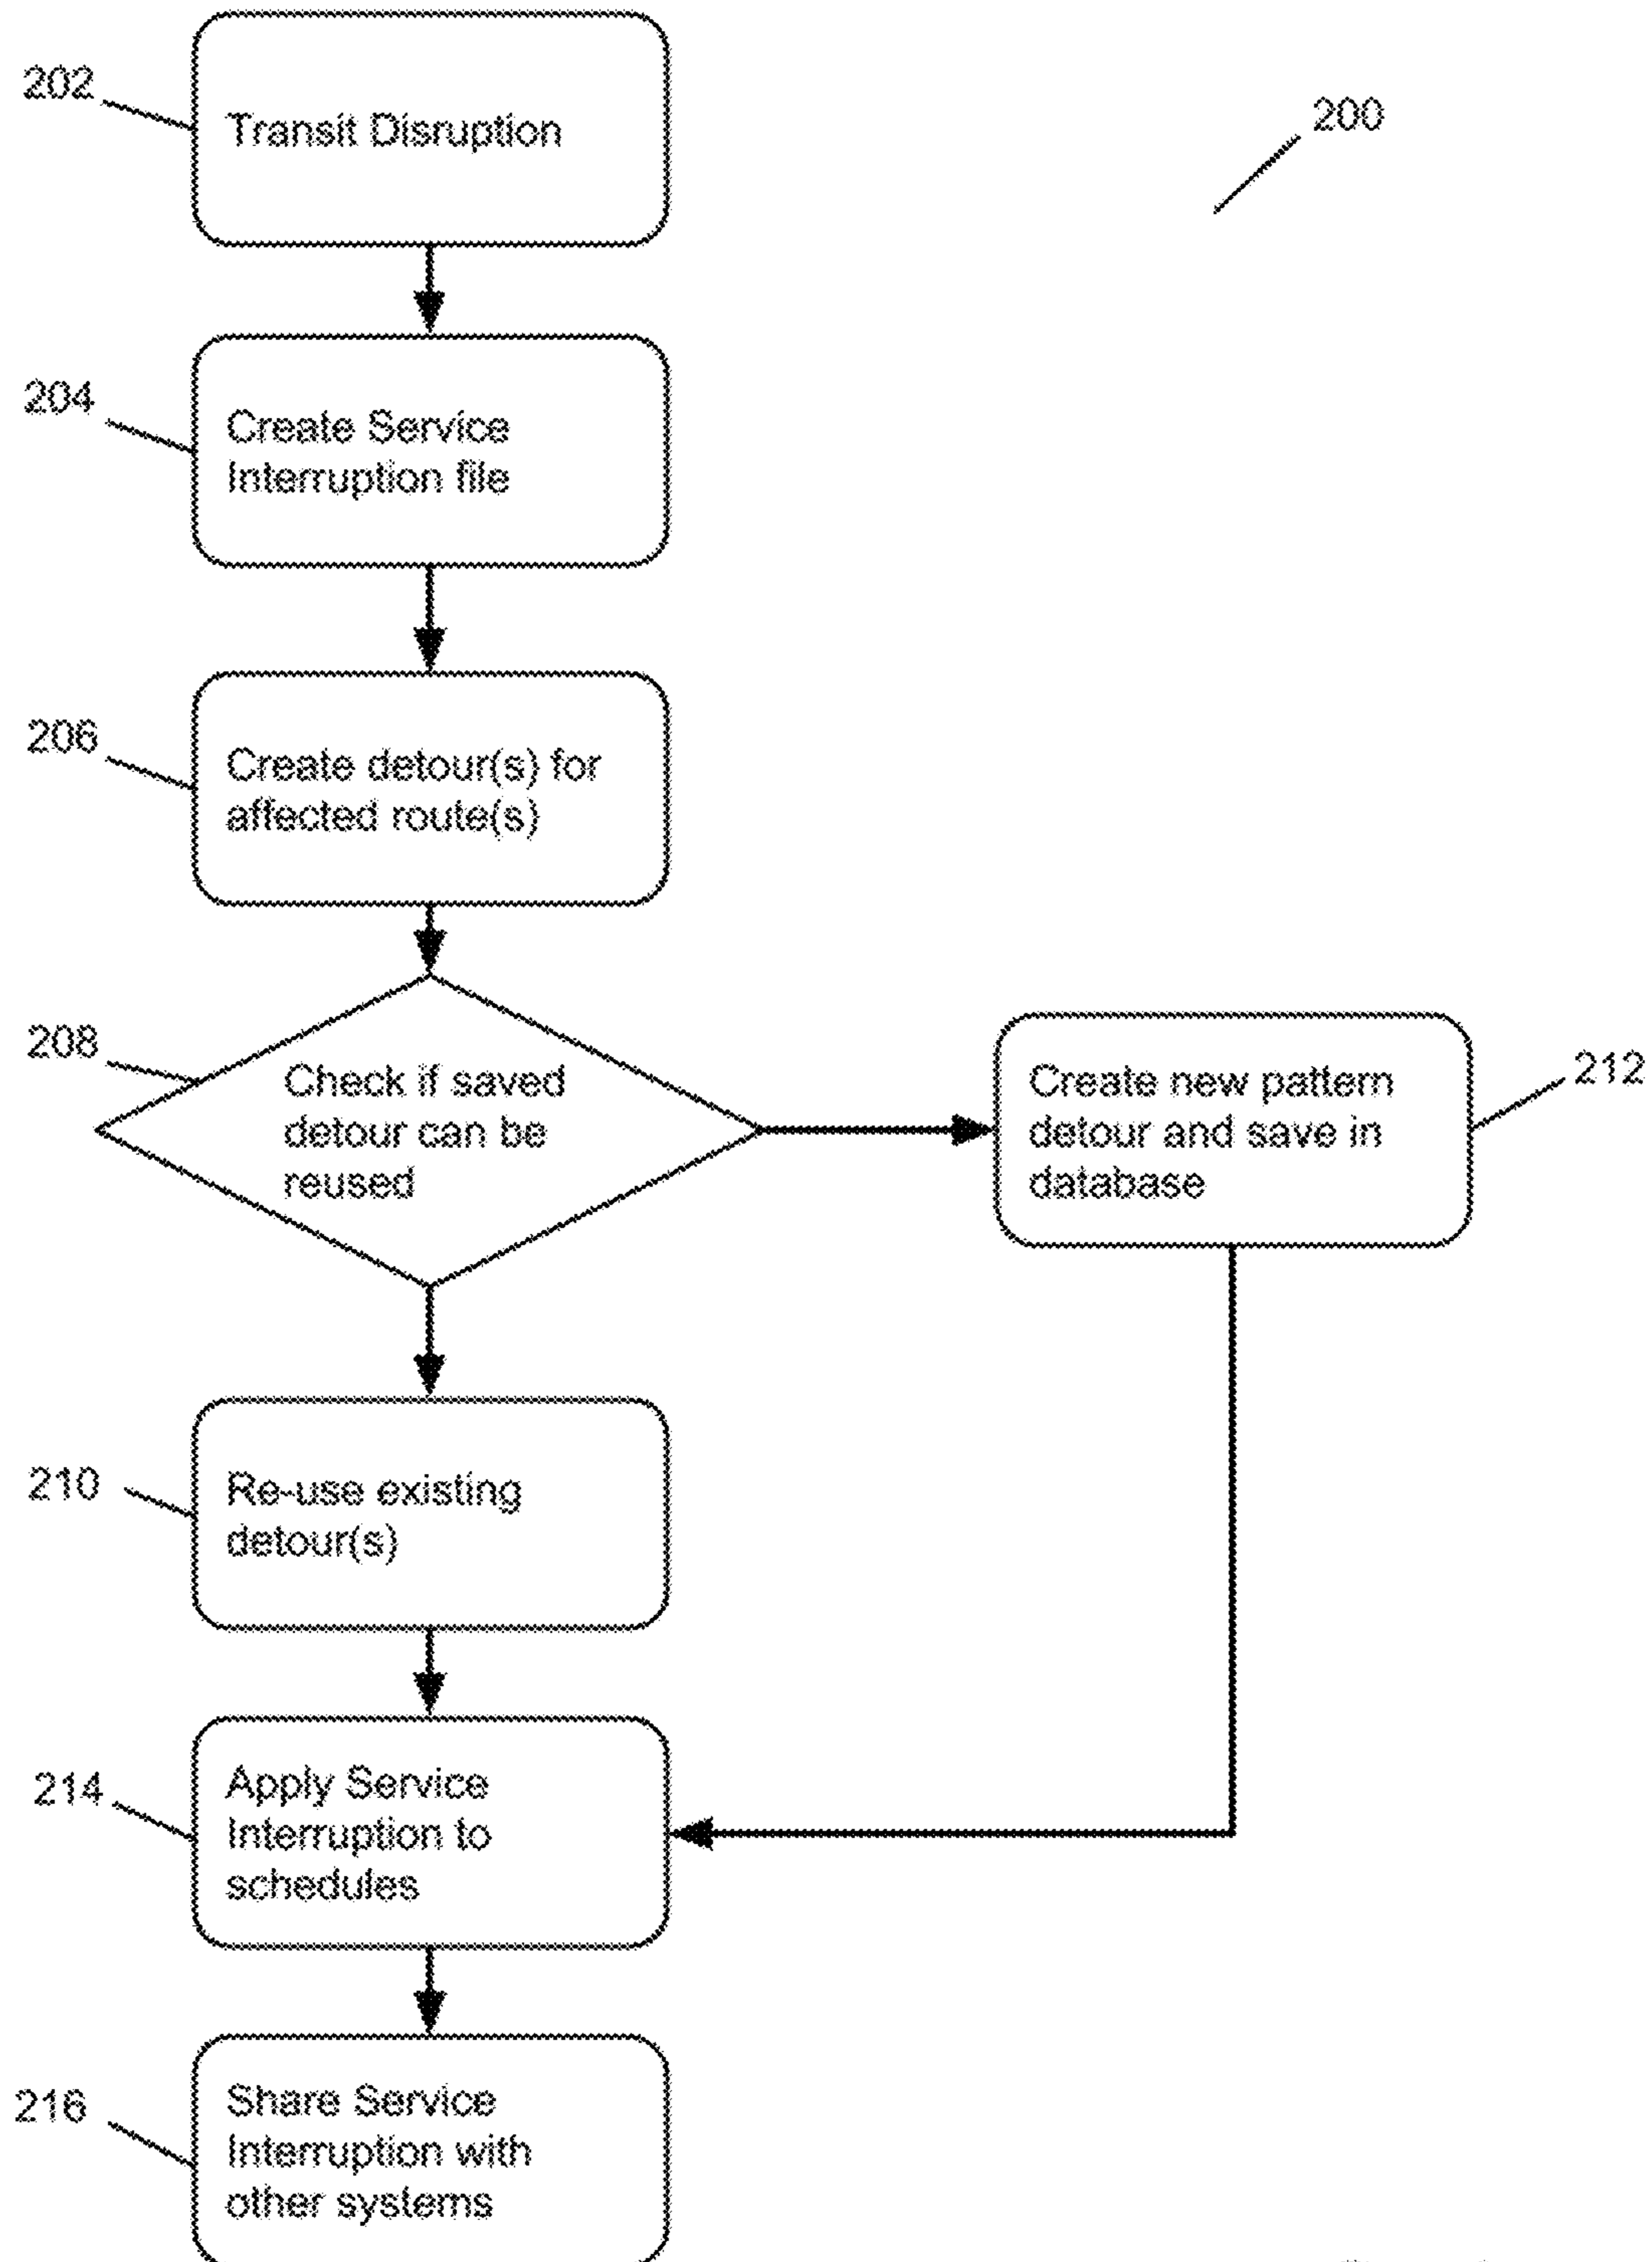 202
Transit Disruption
200
204
Create Service
Interruption file
206
Create detour(s) for
affected route(s)
208
Check if saved
detour can be
reused
Create new pattern
detour and save in
database
212
210
Re-use existing
detour(s)
214
Apply Service
Interruption to
schedules
216
Share Service
Interruption with
other systems